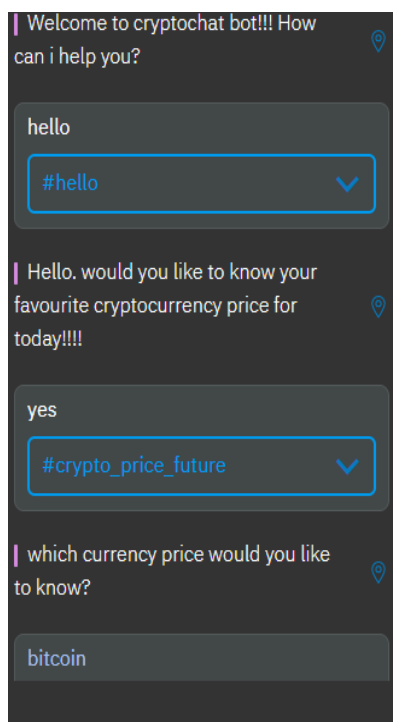 Welcome to cryptochat bot!!! How
can i help you?
hello
#hello
Hello. would you like to know your
favourite cryptocurrency price for
today!!!!
yes
#crypto_price_future
which currency price would you like
to know?
bitcoin